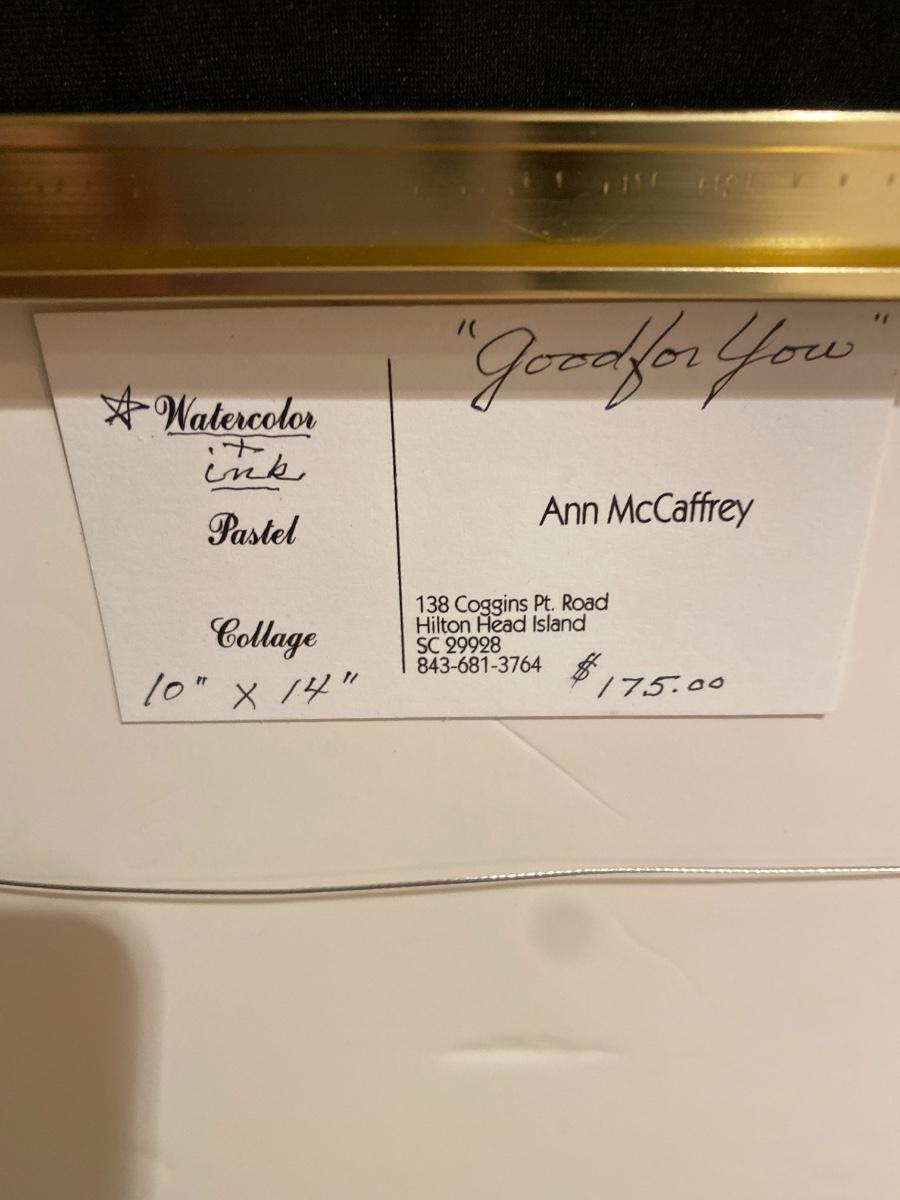 "Good for You"
☆ Watercolor
+
ink
Pastel
Collage
10" x 14"
Ann McCaffrey
138 Coggins Pt. Road
Hilton Head Island
SC 29928
843-681-3764
$175.00